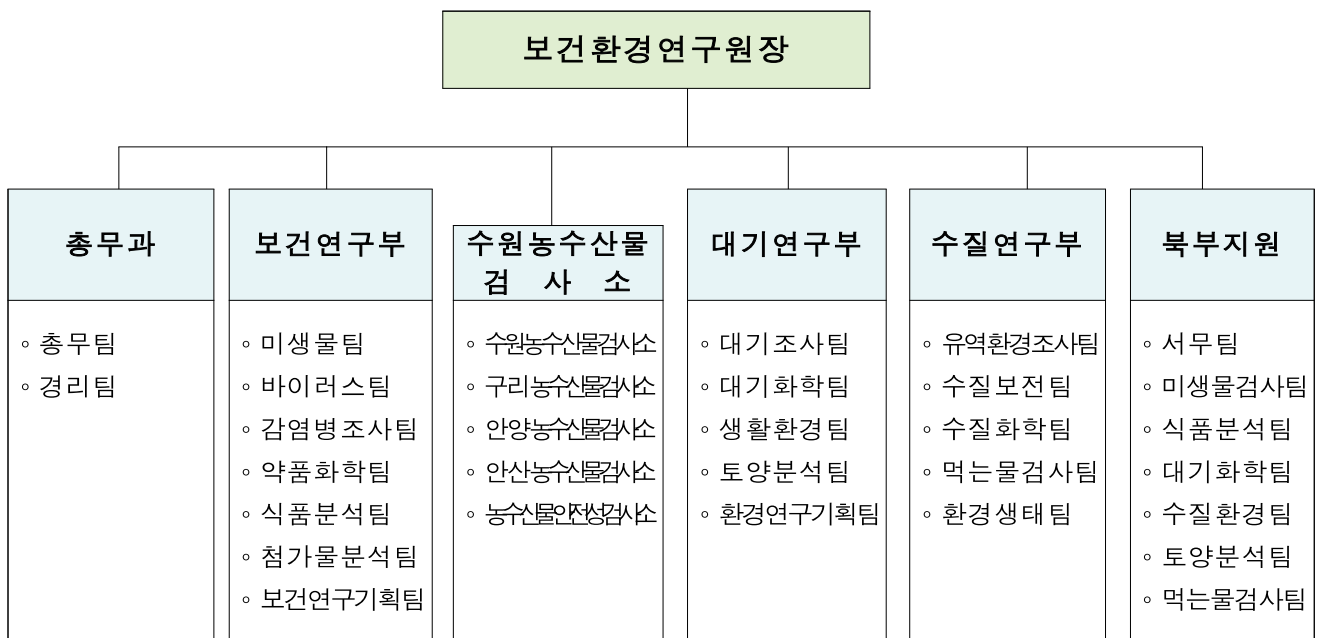 보건환경연구원장
총무과
◦ 총무팀
◦ 경리팀
보건연구부
◦ 미생물팀
◦ 바이러스팀
◦ 감염병조사팀
◦ 약품화학팀
◦ 식품분석팀
◦ 첨가물분석팀
◦ 보건연구기획팀
수원농수산물
검 사 소
◦ 수원농수산물검사소
◦ 구리농수산물검사소
◦ 안양농수산물검사소
◦ 안산농수산물검사소
◦ 농수산물안전성검사소
대기연구부
◦ 대기조사팀
◦ 대기화학팀
◦ 생활환경팀
◦ 토양분석팀
◦ 환경연구기획팀
수질연구부
◦ 유역환경조사팀
◦ 수질보전팀
◦ 수질화학팀
◦ 먹는물검사팀
◦ 환경생태팀
북부지원
◦ 서무팀
◦ 미생물검사팀
◦ 식품분석팀
◦ 대기화학팀
◦ 수질환경팀
◦ 토양분석팀
◦ 먹는물검사팀